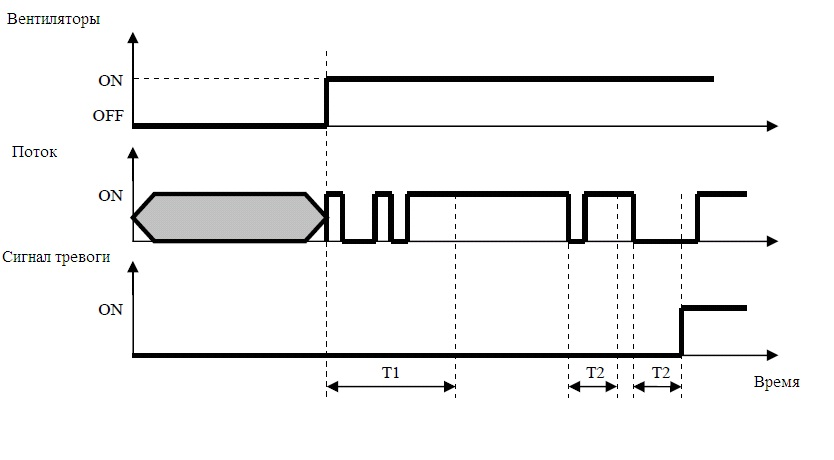 Вентиляторы
ON
OFF
Поток
ON
Сигнал тревоги
ON
T1
T2
T2
Время